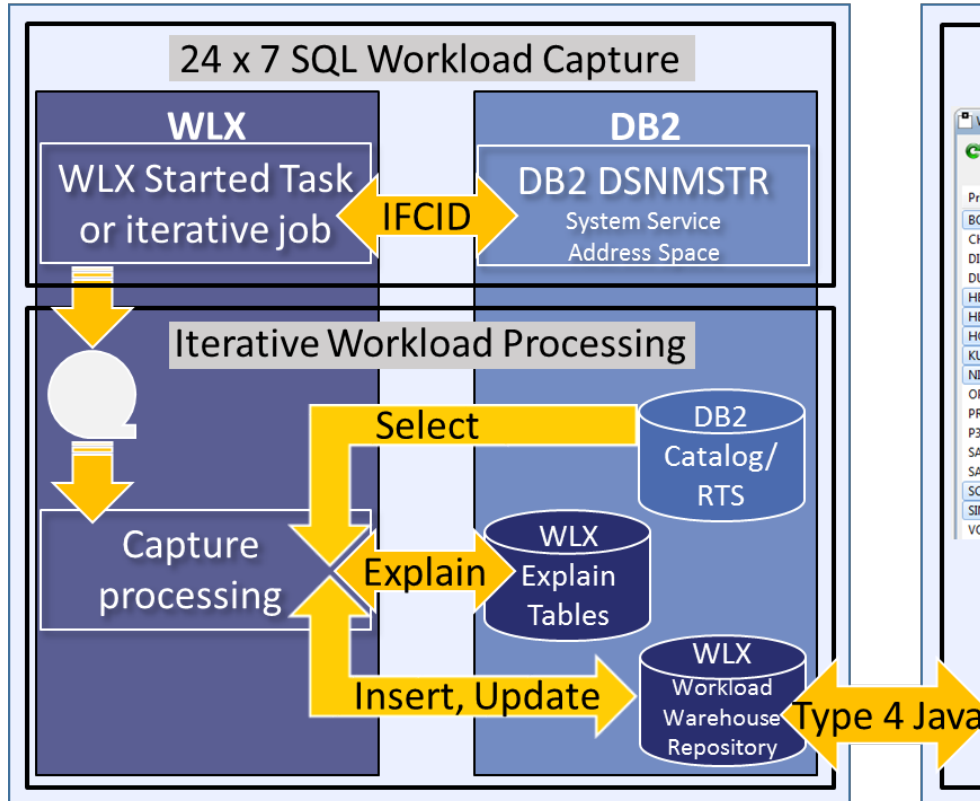 24 x 7 SQL Workload Capture
WLX
DB2
WLX Started Task
or iterative job
IFCID
DB2 DSNMSTR
System Service
Address Space
Iterative Workload Processing
Select
DB2
Catalog/
RTS
Capture
processing
Explain
WLX
Explain
Tables
Insert, Update
WLX
Workload
Warehouse
Repository
Type 4 Java